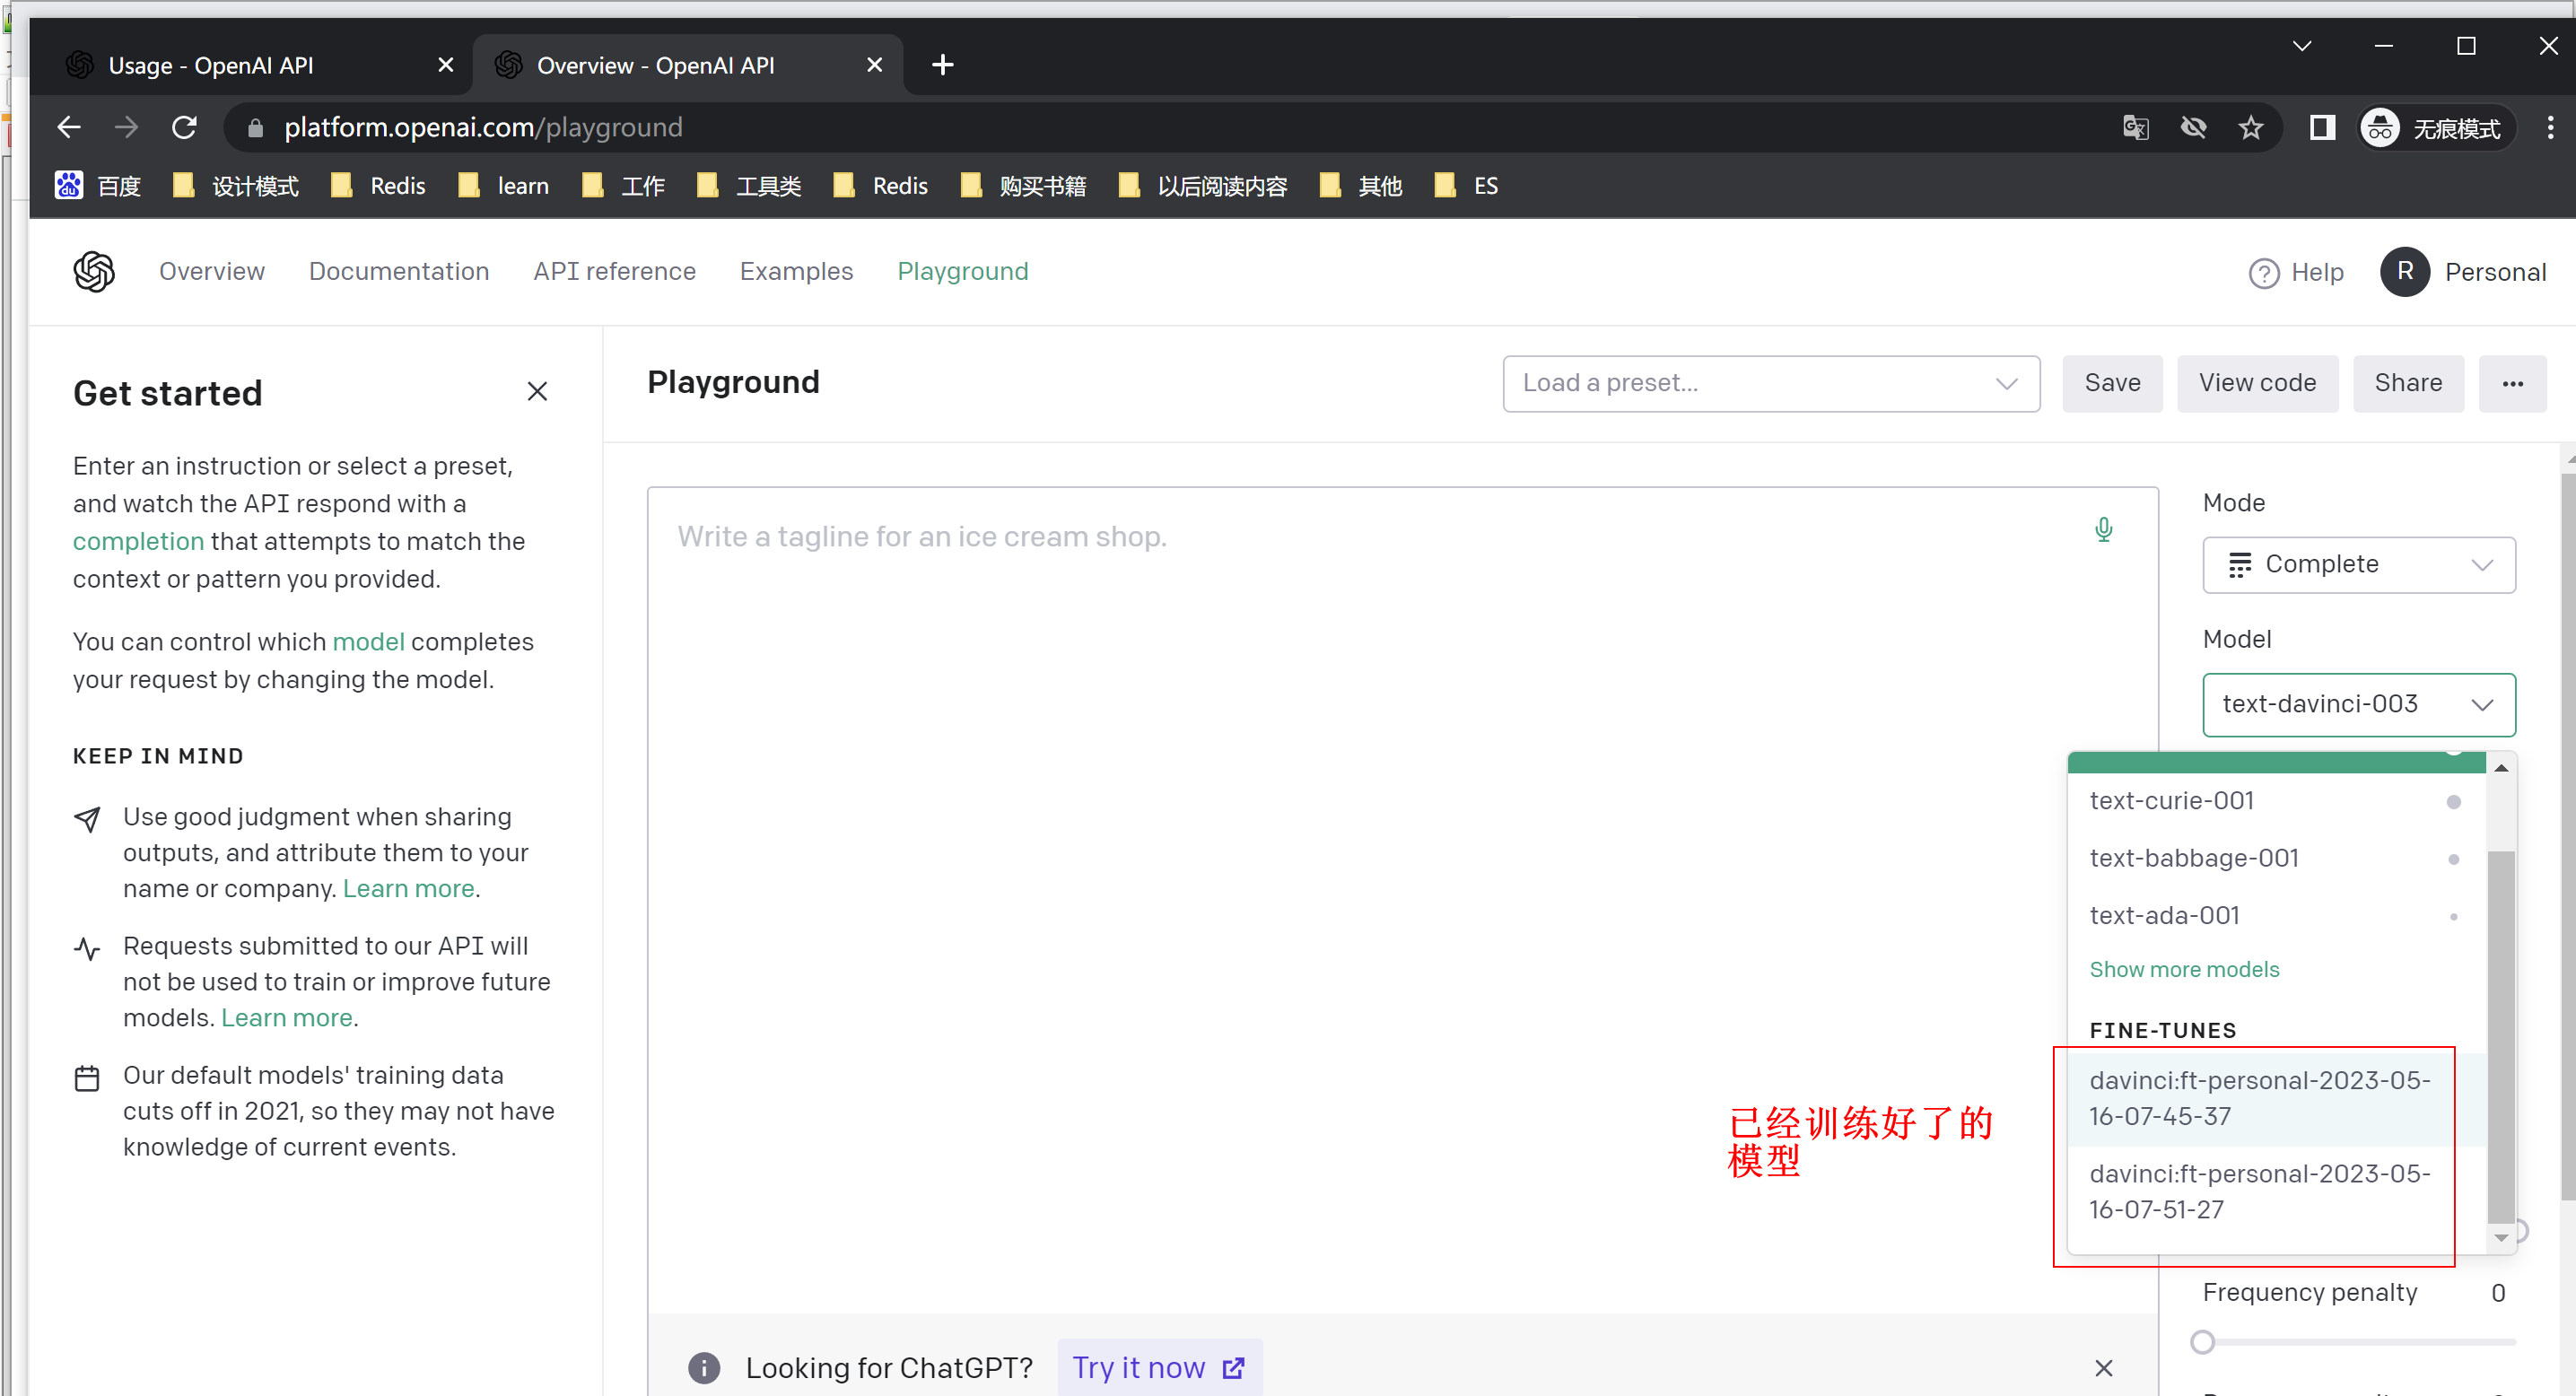 Usage - OpenAI API
Overview - OpenAI API
platform.openai.com/playground
无痕模式
百度 设计模式 Redis learn 工作 工具类 Redis 购买书籍 以后阅读内容 其他 ES
Overview Documentation API reference Examples Playground
Help R Personal
Get started
Enter an instruction or select a preset,
and watch the API respond with a
completion that attempts to match the
context or pattern you provided.
You can control which model completes
your request by changing the model.
KEEP IN MIND
Use good judgment when sharing
outputs, and attribute them to your
name or company. Learn more.
Requests submitted to our API will
not be used to train or improve future
models. Learn more.
Our default models' training data
cuts off in 2021, so they may not have
knowledge of current events.
Playground
Load a preset...
Save View code Share ...
Write a tagline for an ice cream shop.
Mode
Complete
Model
text-davinci-003
text-curie-001
text-babbage-001
text-ada-001
Show more models
FINE-TUNES
davinci:ft-personal-2023-05-
16-07-45-37
davinci:ft-personal-2023-05-
16-07-51-27
已经训练好了的
模型
Frequency penalty 0
Looking for ChatGPT? Try it now